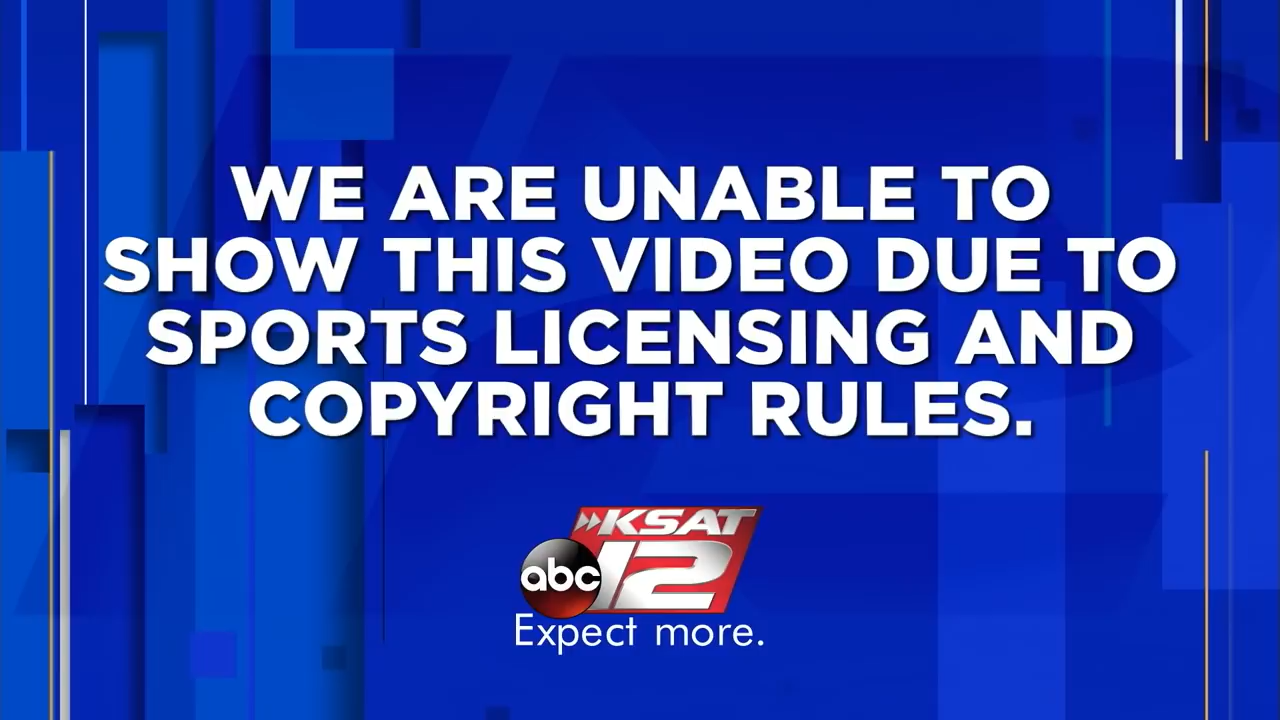 WE ARE UNABLE TO
SHOW THIS VIDEO DUE TO
SPORTS LICENSING AND
COPYRIGHT RULES.
KSAT
abc 12
Expect more.